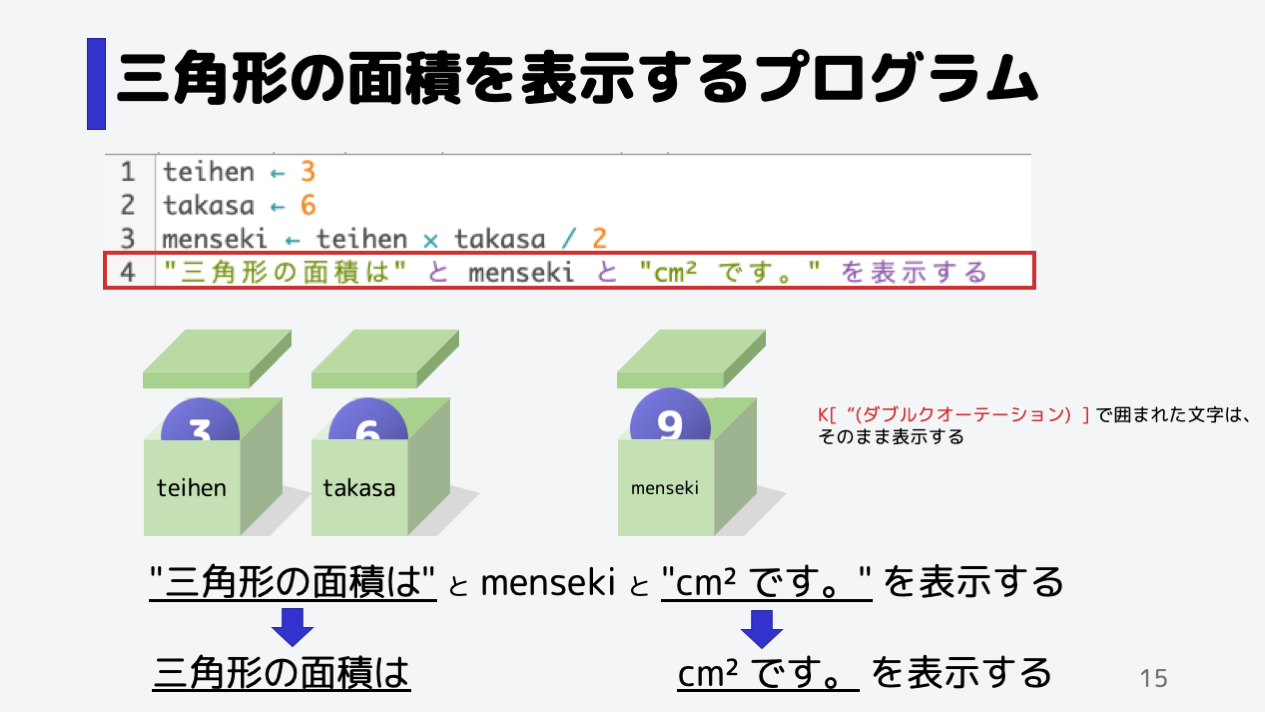 三角形の面積を表示するプログラム
1 teihen ← 3
2 takasa ← 6
3 menseki ← teihen × takasa / 2
4 "三角形の面積は" と menseki と "cm² です。" を表示する
3
6
9
teihen
takasa
menseki
K[ “(ダブルクオーテーション) ] で囲まれた文字は、
そのまま表示する
"三角形の面積は" と menseki と "cm² です。" を表示する
三角形の面積は
cm² です。 を表示する
15